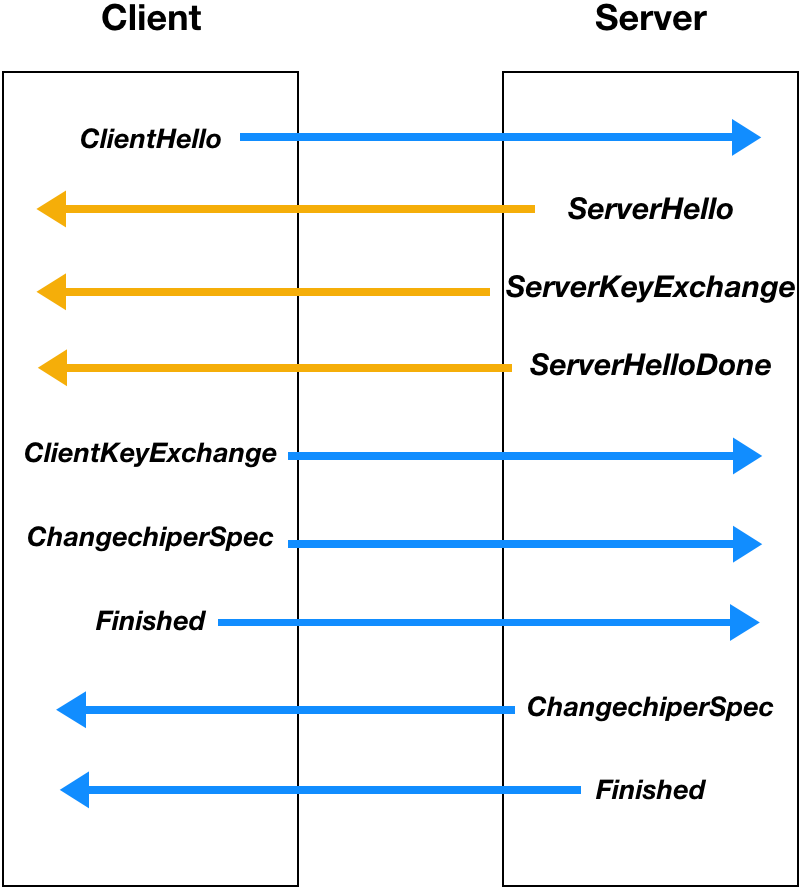 Client
Server
ClientHello
ServerHello
ServerKeyExchange
ServerHelloDone
ClientKeyExchange
ChangechiperSpec
Finished
ChangechiperSpec
Finished